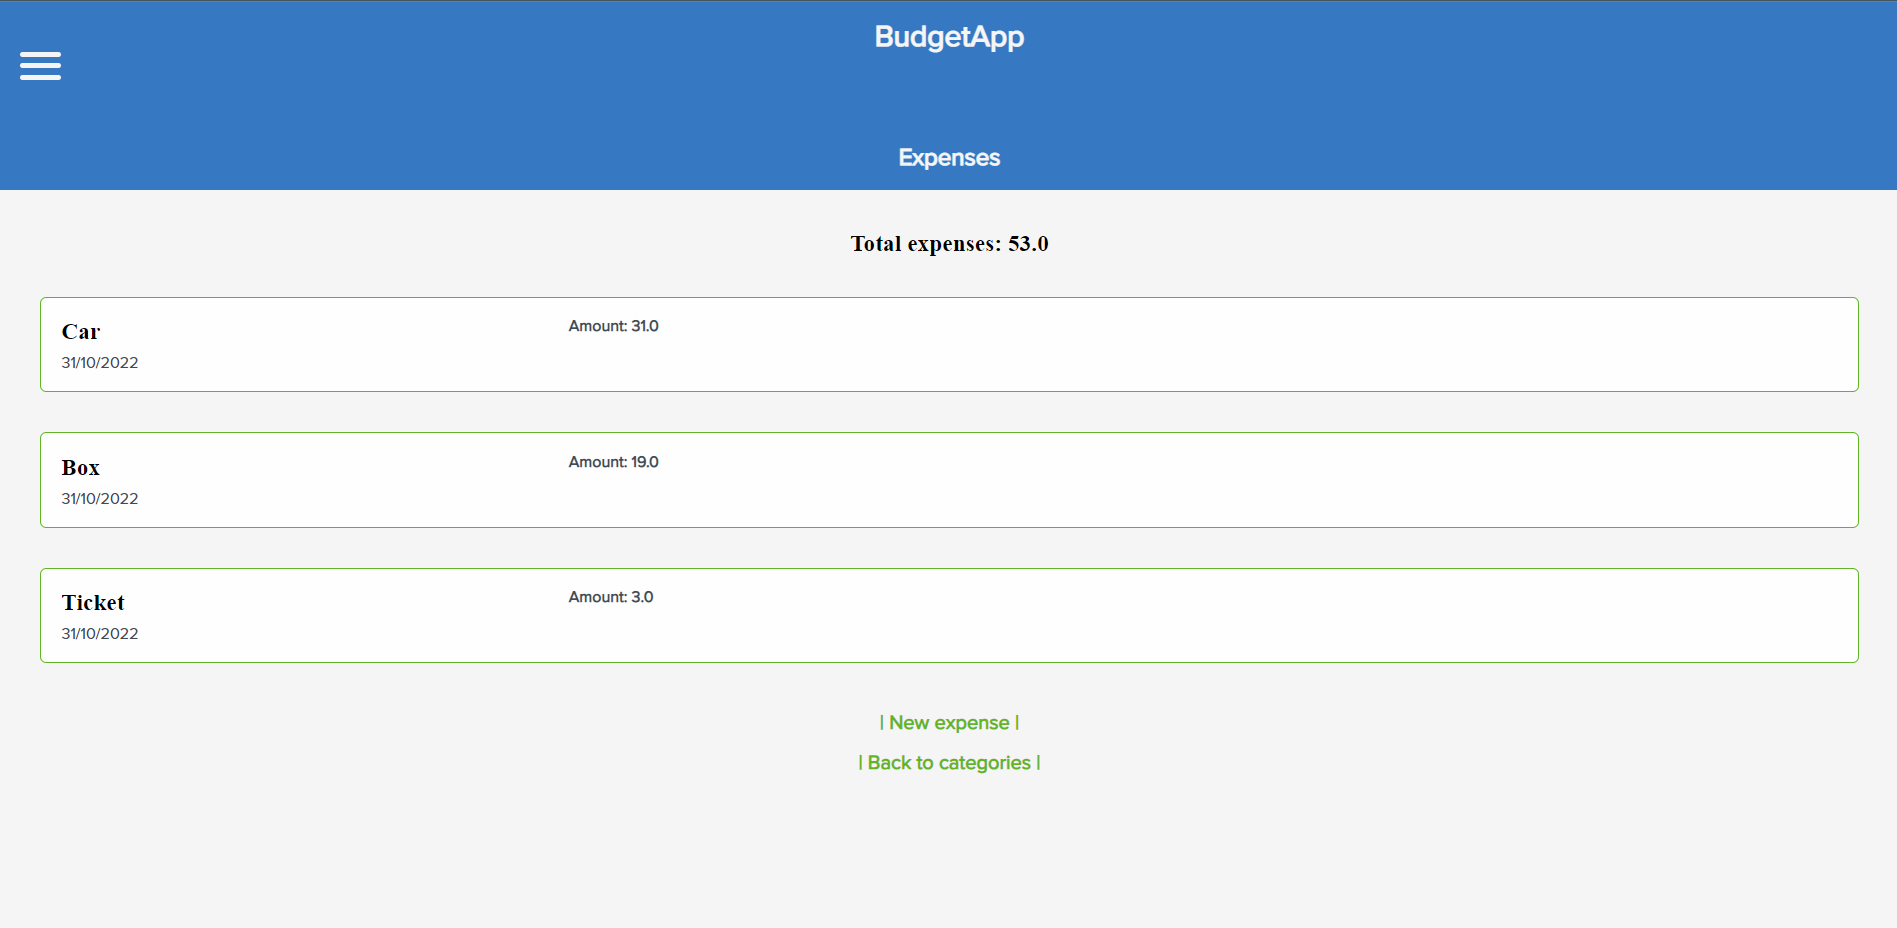 BudgetApp
Expenses
Total expenses: 53.0
Car
Amount: 31.0
31/10/2022
Box
Amount: 19.0
31/10/2022
Ticket
Amount: 3.0
31/10/2022
| New expense |
| Back to categories |